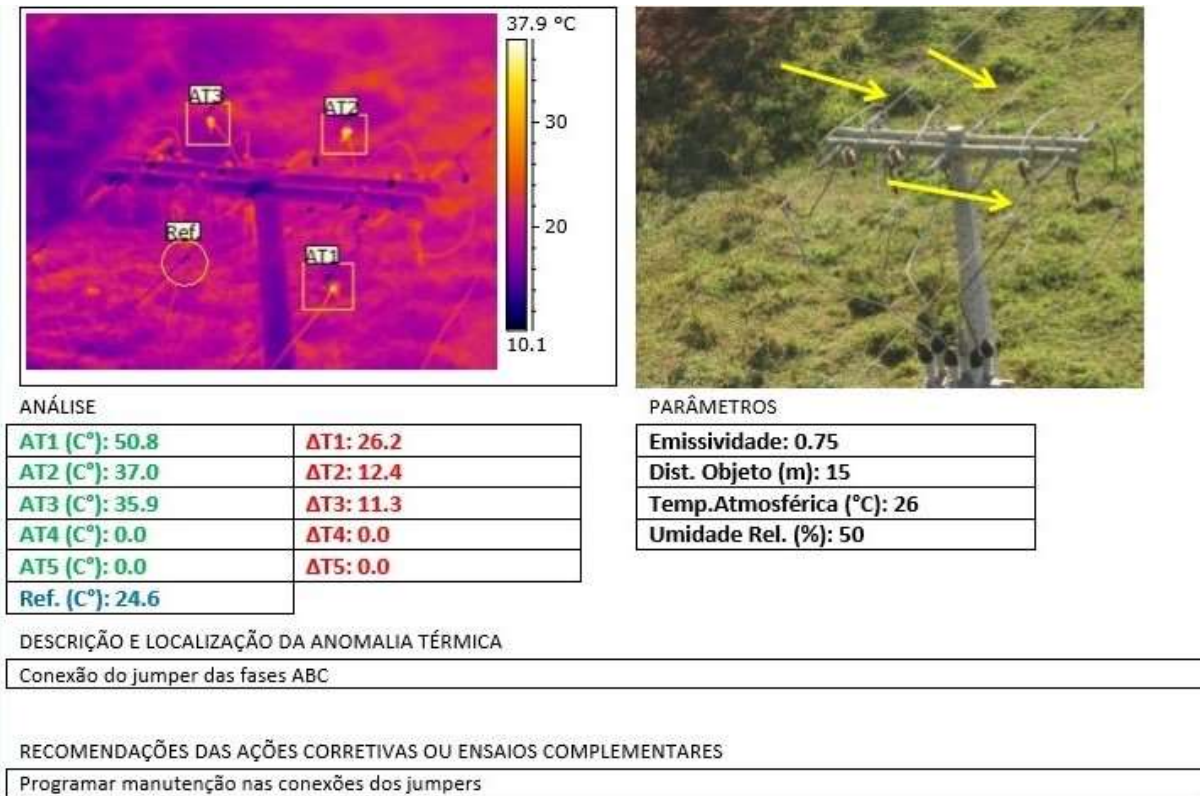 37.9 °C
AT3
AT2
30
Ref
20
AT1
10.1
ANÁLISE
AT1 (C°): 50.8
ΔT1: 26.2
AT2 (C°): 37.0
ΔT2: 12.4
AT3 (C°): 35.9
ΔT3: 11.3
AT4 (C°): 0.0
ΔT4: 0.0
AT5 (C°): 0.0
ΔT5: 0.0
Ref. (C°): 24.6
PARÂMETROS
Emissividade: 0.75
Dist. Objeto (m): 15
Temp.Atmosférica (°C): 26
Umidade Rel. (%): 50
DESCRIÇÃO E LOCALIZAÇÃO DA ANOMALIA TÉRMICA
Conexão do jumper das fases ABC
RECOMENDAÇÕES DAS AÇÕES CORRETIVAS OU ENSAIOS COMPLEMENTARES
Programar manutenção nas conexões dos jumpers